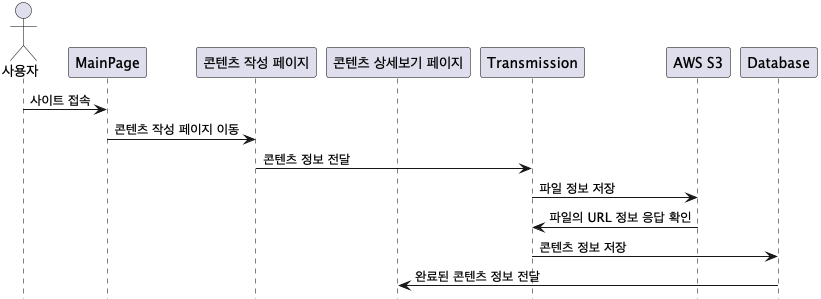 사용자
MainPage
콘텐츠 작성 페이지
콘텐츠 상세보기 페이지
Transmission
AWS S3
Database
사이트 접속
콘텐츠 작성 페이지 이동
콘텐츠 정보 전달
파일 정보 저장
파일의 URL 정보 응답 확인
콘텐츠 정보 저장
완료된 콘텐츠 정보 전달